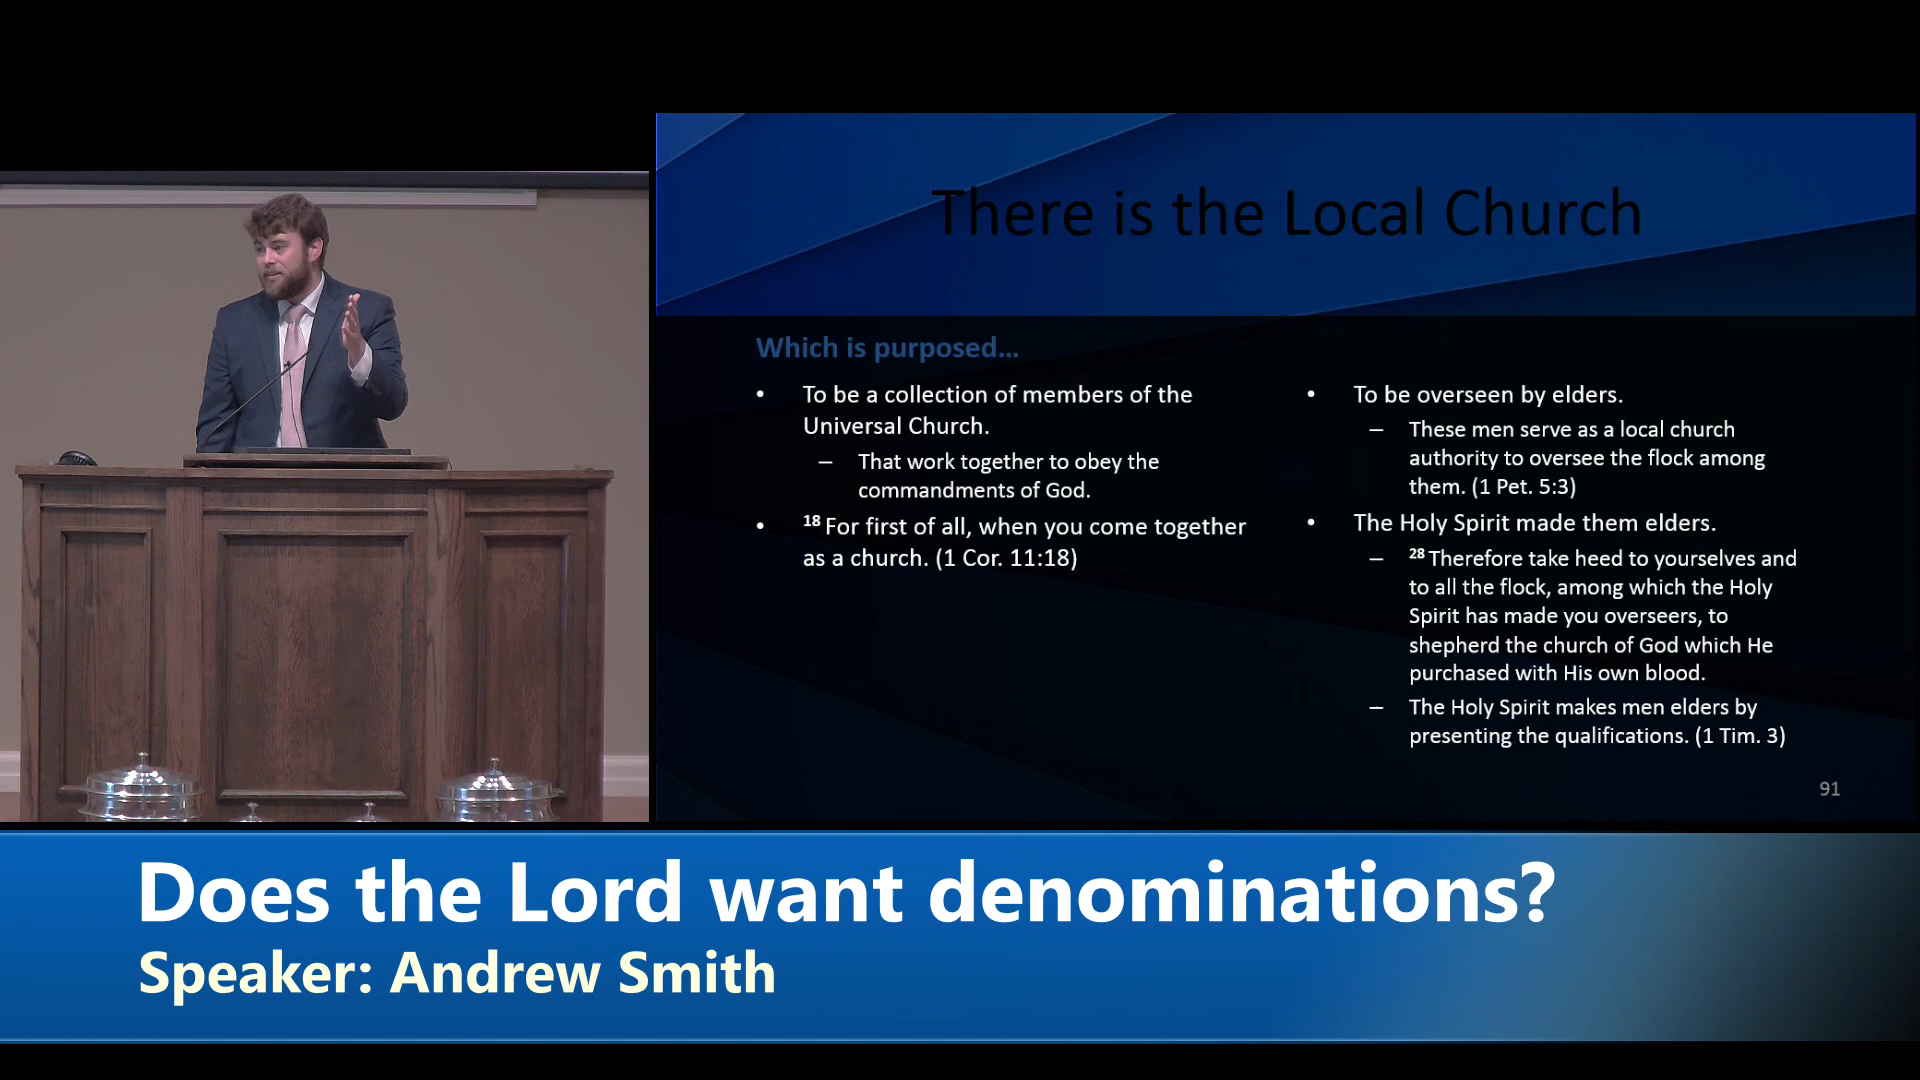 There is the Local Church
Which is purposed...
• To be a collection of members of the
Universal Church.
– That work together to obey the
commandments of God.
• 18 For first of all, when you come together
as a church. (1 Cor. 11:18)
• To be overseen by elders.
– These men serve as a local church
authority to oversee the flock among
them. (1 Pet. 5:3)
• The Holy Spirit made them elders.
– 28 Therefore take heed to yourselves and
to all the flock, among which the Holy
Spirit has made you overseers, to
shepherd the church of God which He
purchased with His own blood.
– The Holy Spirit makes men elders by
presenting the qualifications. (1 Tim. 3)
91
Does the Lord want denominations?
Speaker: Andrew Smith